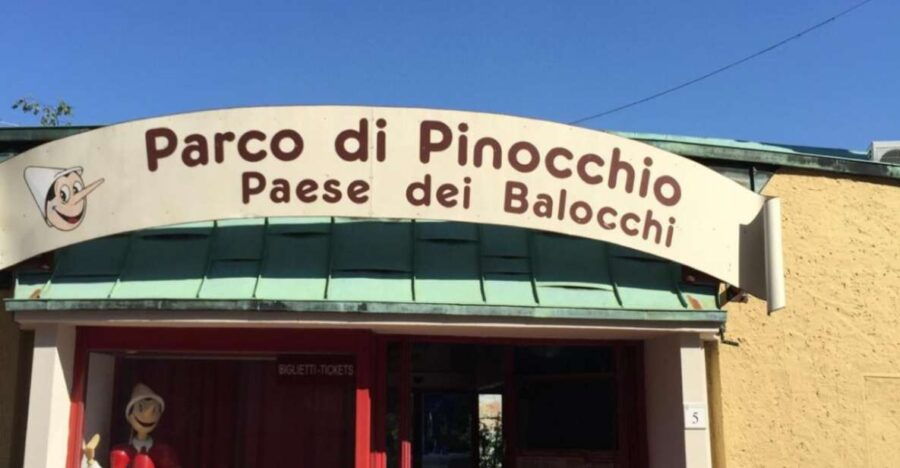 Parco di Pinocchio
Paese dei Balocchi
BIGLIETTI-TICKETS
5